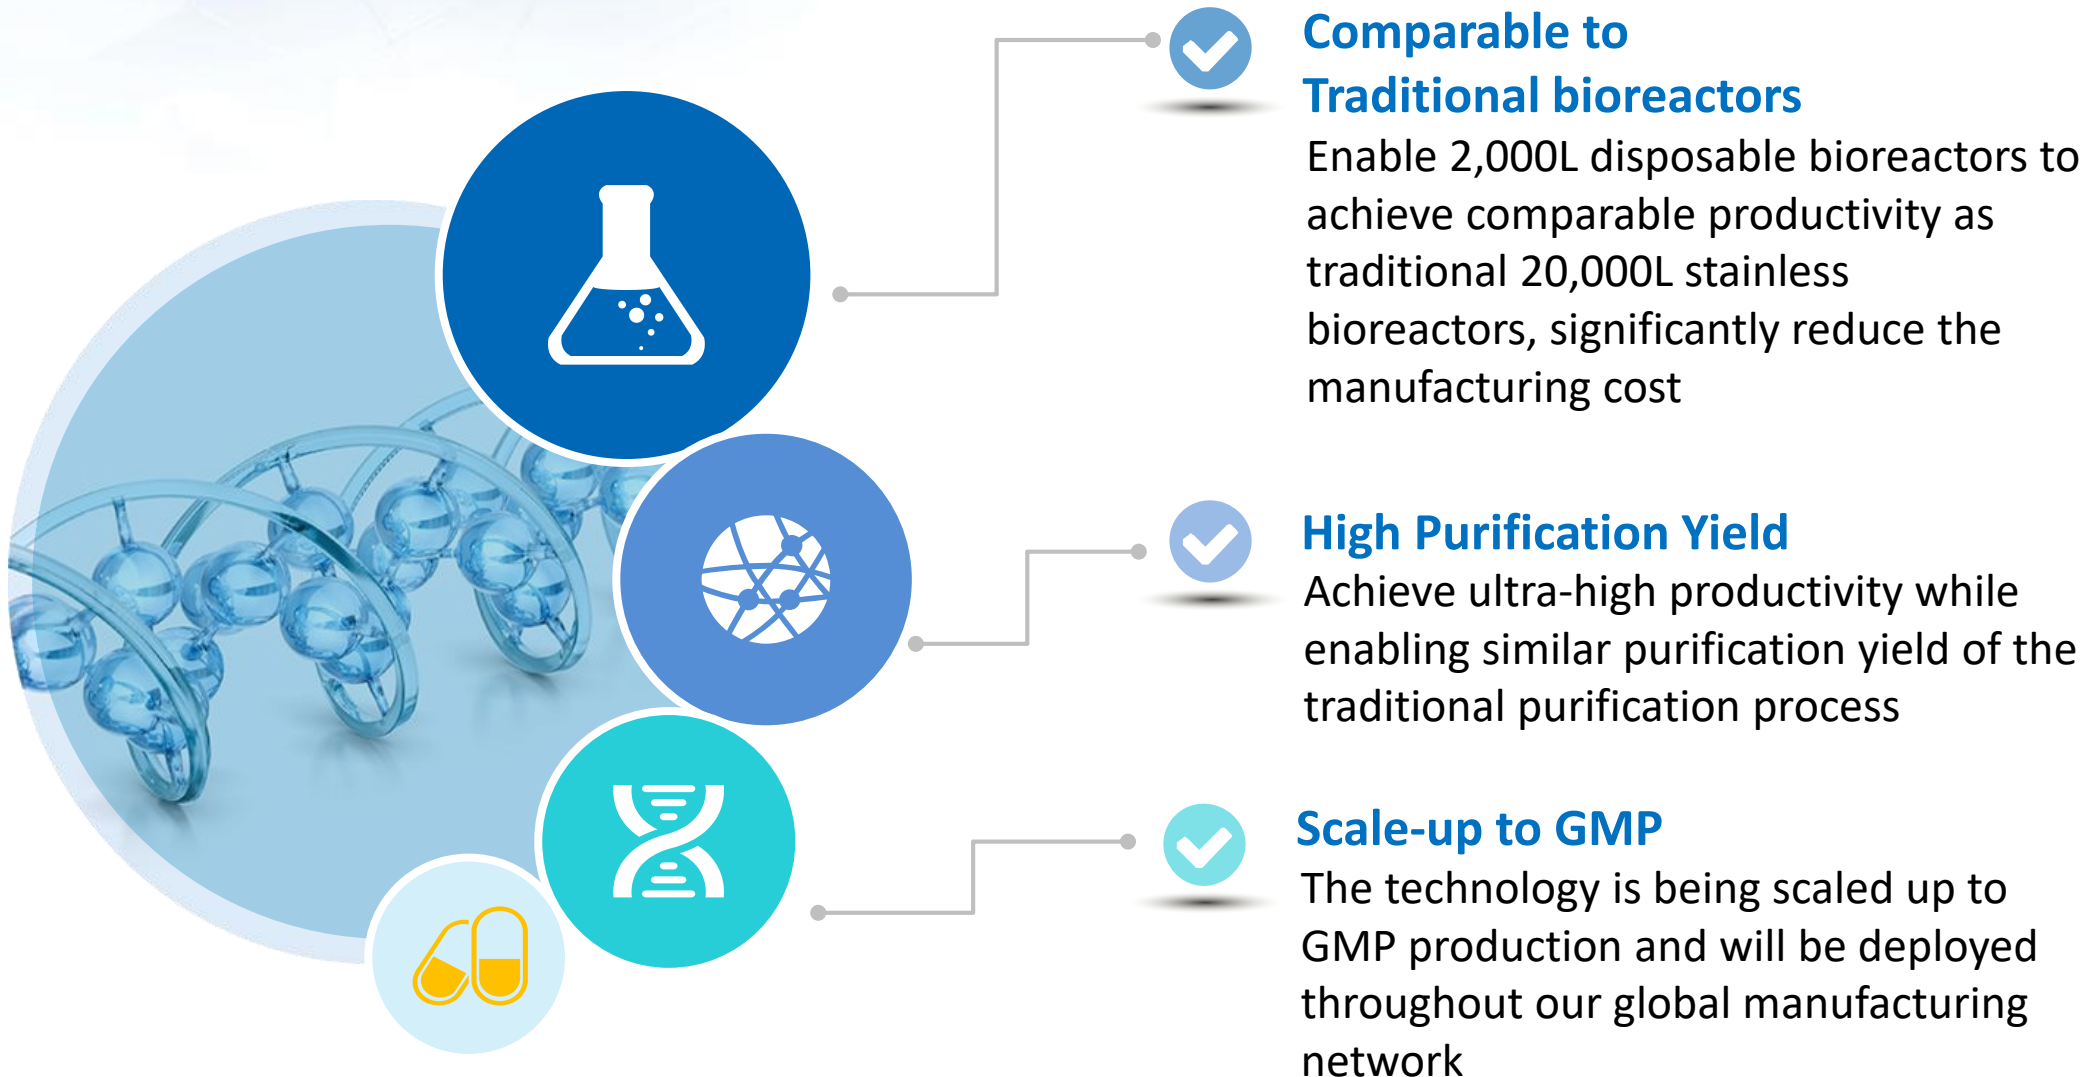 Comparable to
Traditional bioreactors
Enable 2,000L disposable bioreactors to
achieve comparable productivity as
traditional 20,000L stainless
bioreactors, significantly reduce the
manufacturing cost
High Purification Yield
Achieve ultra-high productivity while
enabling similar purification yield of the
traditional purification process
Scale-up to GMP
The technology is being scaled up to
GMP production and will be deployed
throughout our global manufacturing
network